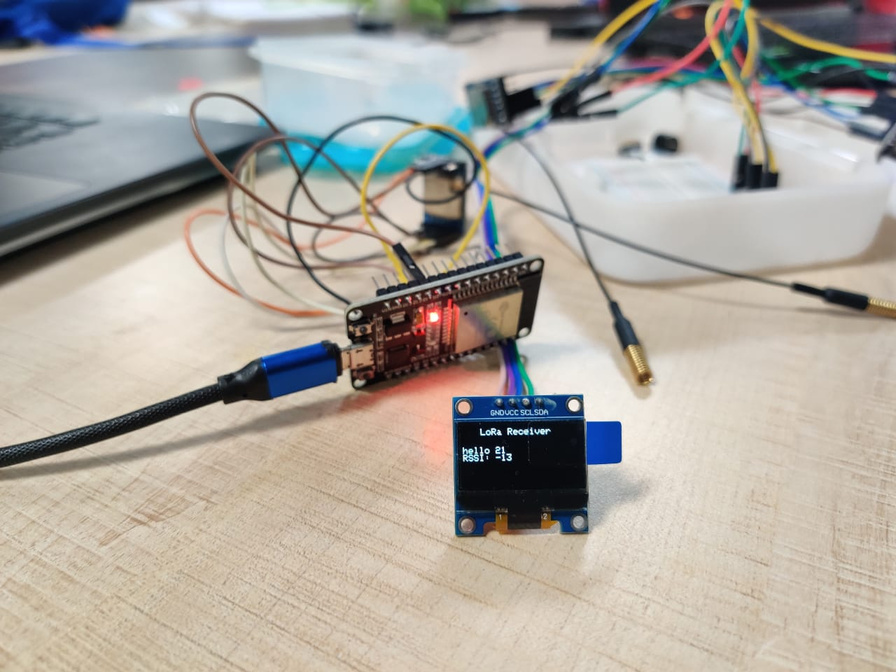 GND VCC SCL SDA
LoRa Receiver
hello 21
RSSI: -13